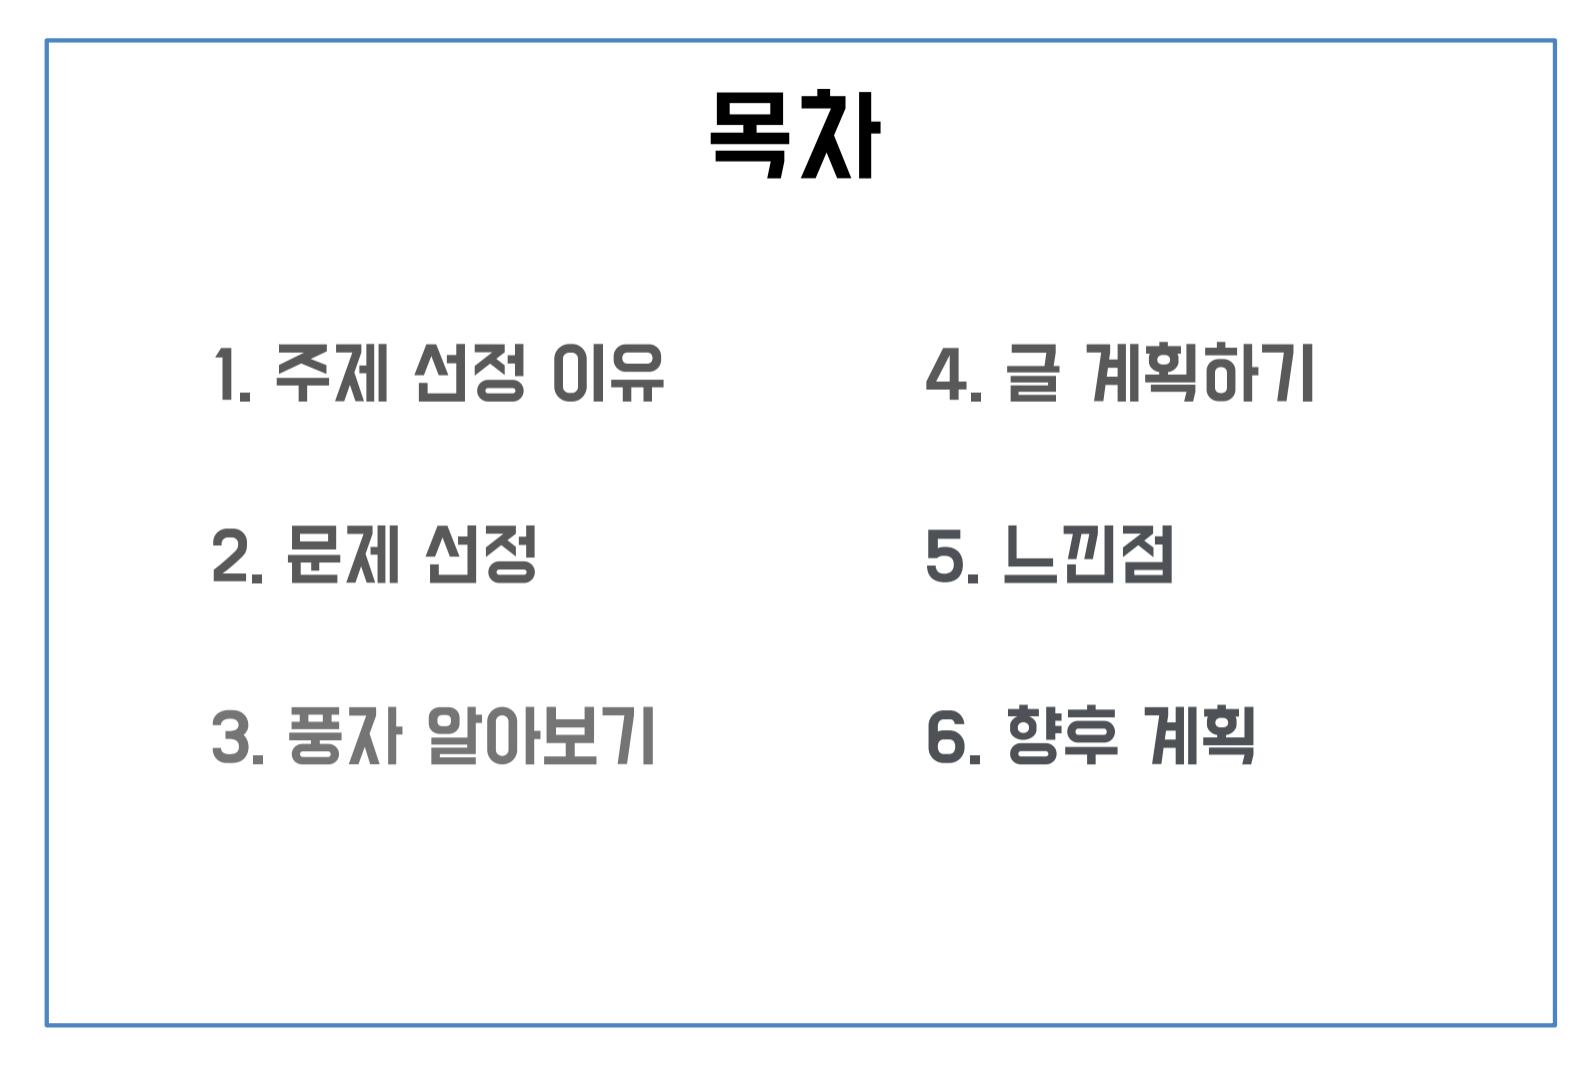 목차
1. 주제 선정 이유
2. 문제 선정
3. 풍자 알아보기
4. 글 계획하기
5. 느낀점
6. 향후 계획